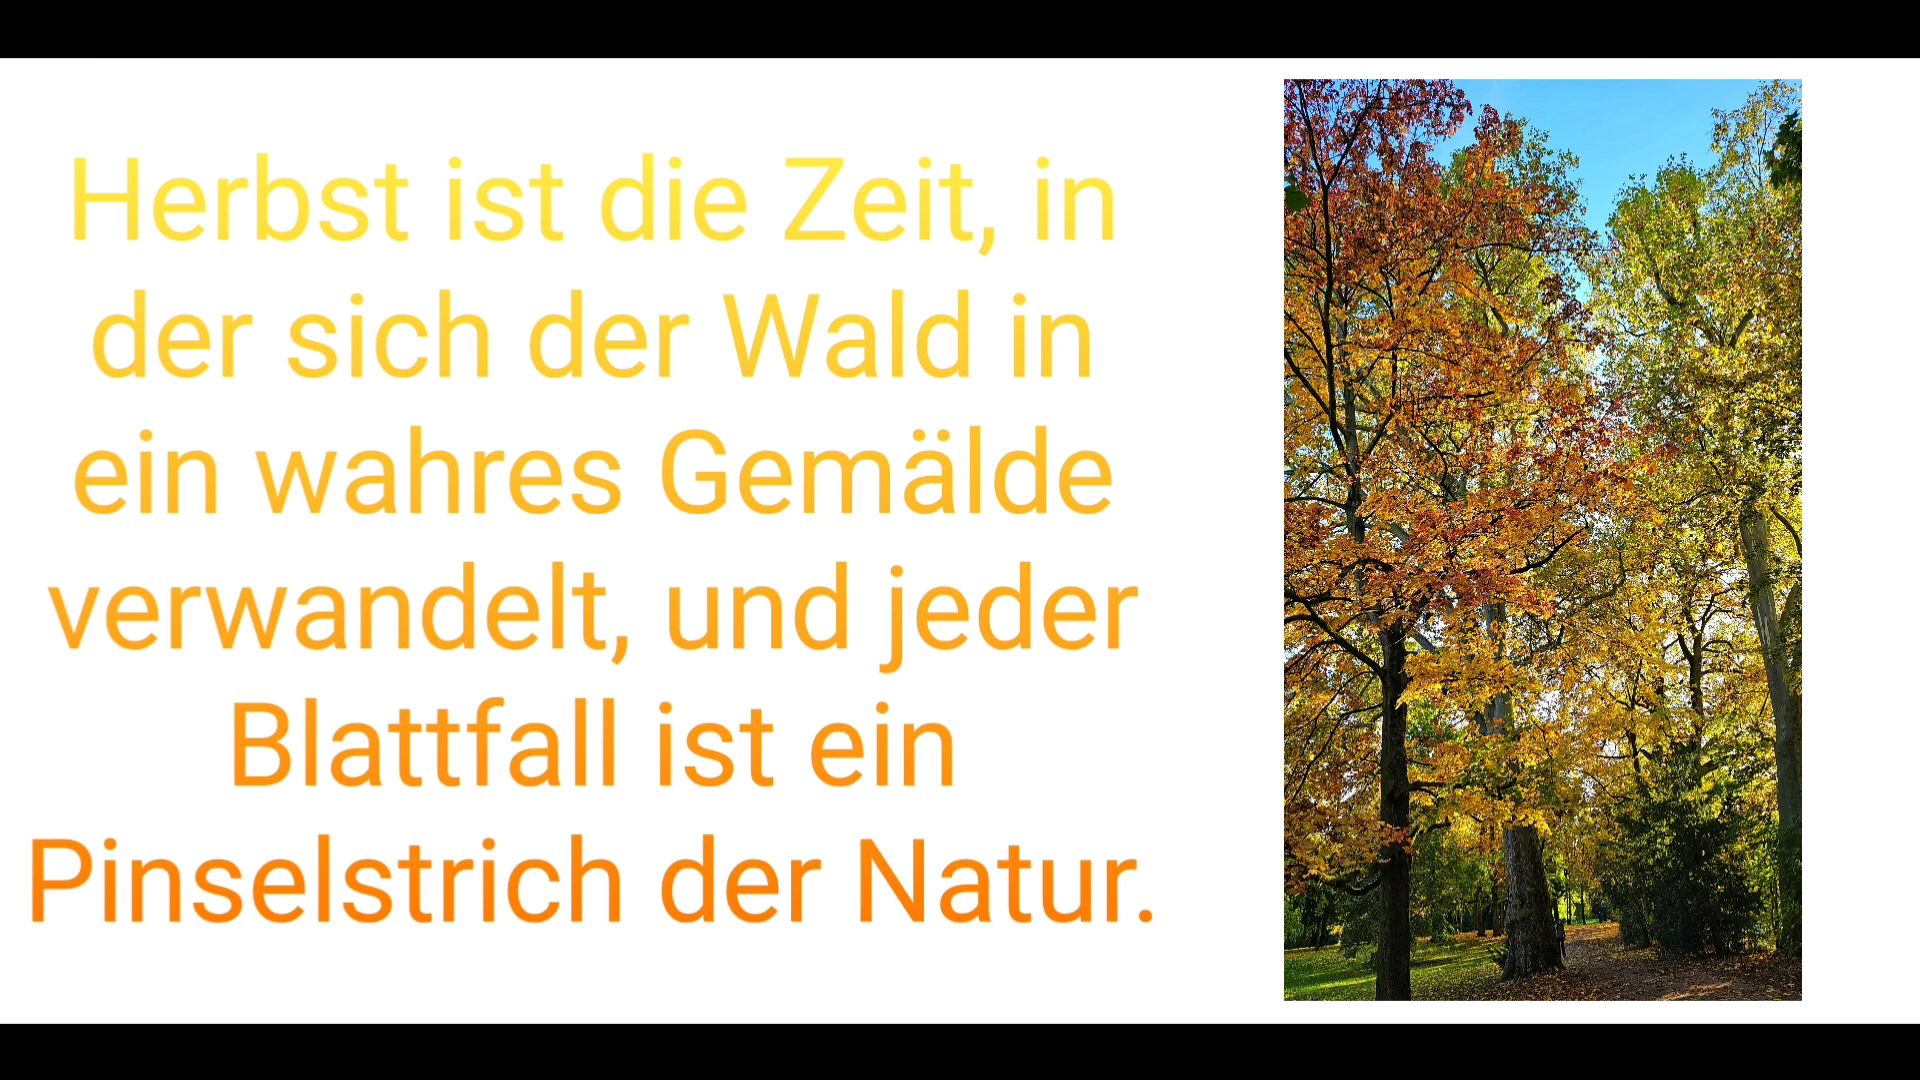 Herbst ist die Zeit, in
der sich der Wald in
ein wahres Gemälde
verwandelt, und jeder
Blattfall ist ein
Pinselstrich der Natur.